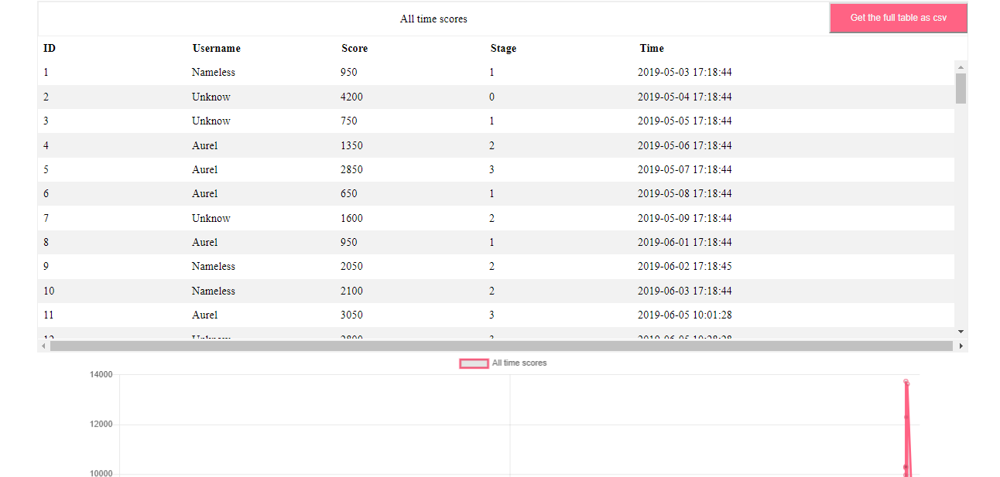 All time scores
Get the full table as csv
ID Username Score Stage Time
1 Nameless 950 1 2019-05-03 17:18:44
2 Unknow 4200 0 2019-05-04 17:18:44
3 Unknow 750 1 2019-05-05 17:18:44
4 Aurel 1350 2 2019-05-06 17:18:44
5 Aurel 2850 3 2019-05-07 17:18:44
6 Aurel 650 1 2019-05-08 17:18:44
7 Unknow 1600 2 2019-05-09 17:18:44
8 Aurel 950 1 2019-06-01 17:18:44
9 Nameless 2050 2 2019-06-02 17:18:45
10 Nameless 2100 2 2019-06-03 17:18:44
11 Aurel 3050 3 2019-06-05 10:01:28
All time scores
14000
12000
10000